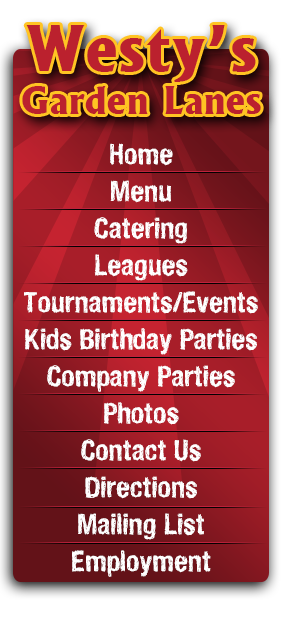 Westy's
Garden Lanes
Home
Menu
Catering
Leagues
Tournaments/Events
Kids Birthday Parties
Company Parties
Photos
Contact Us
Directions
Mailing List
Employment